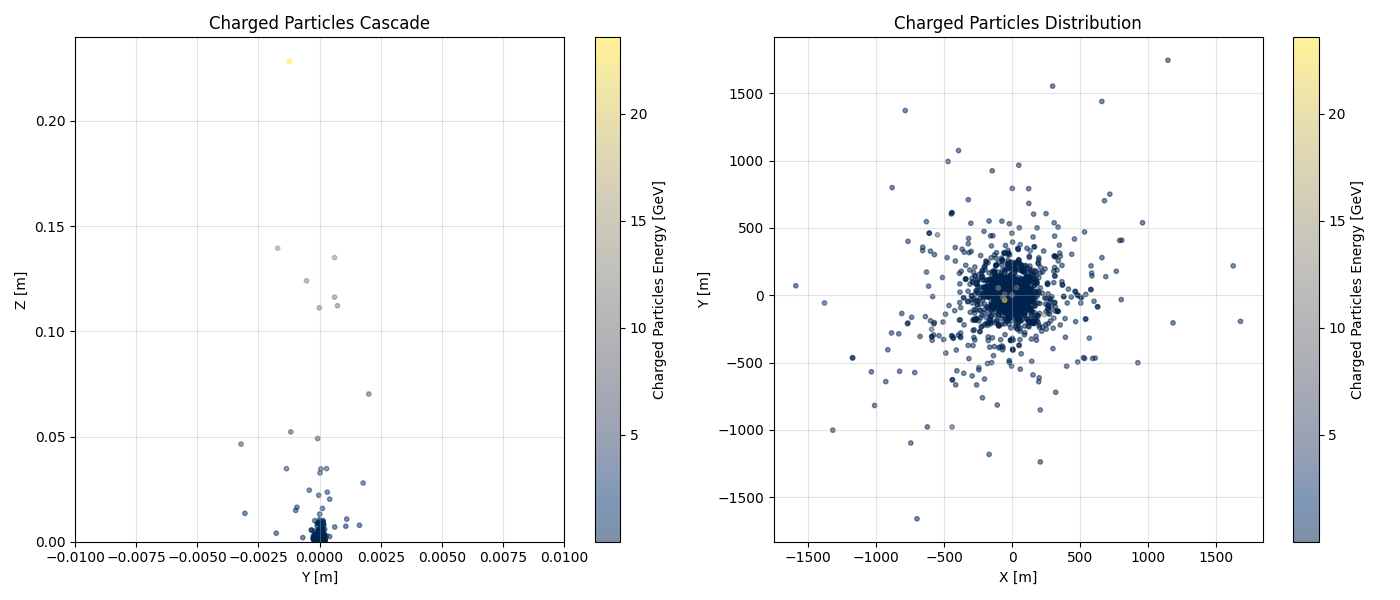 Charged Particles Cascade
Z [m]
0.20
0.15
0.10
0.05
0.00
−0.0100 −0.0075 −0.0050 −0.0025 0.0000 0.0025 0.0050 0.0075 0.0100
Y [m]
20
15
10
5
Charged Particles Energy [GeV]
Charged Particles Distribution
Y [m]
1500
1000
500
0
−500
−1000
−1500
−1500 −1000 −500 0 500 1000 1500
X [m]
20
15
10
5
Charged Particles Energy [GeV]